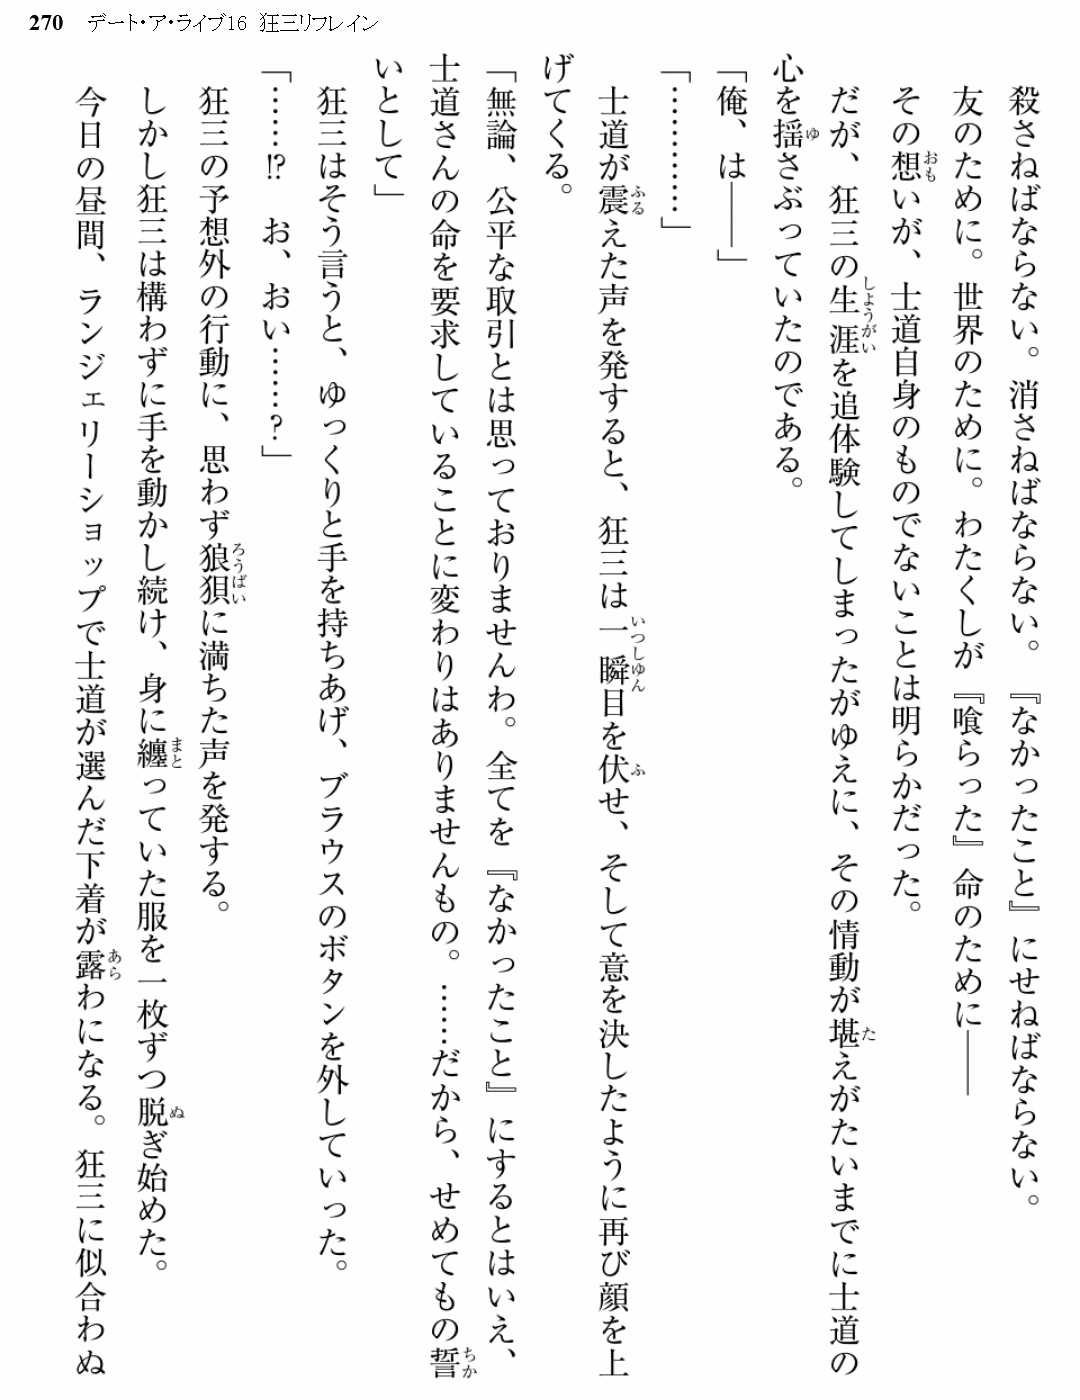 270 デート・ア・ライブ16 狂三リフレイン
殺さねばならない。消さねばならない。『なかったこと』にせねばならない。
友のために。世界のために。わたくしが『喰らった』命のために――
その想いが、士道自身のものでないことは明らかだった。
だが、狂三の生涯を追体験してしまったがゆえに、その情動が堪えがたいまでに士道の
心を揺さぶっていたのである。
「俺、は――」
「…………」
士道が震えた声を発すると、狂三は一瞬目を伏せ、そして意を決したように再び顔を上
げてくる。
「無論、公平な取引とは思っておりませんわ。全てを『なかったこと』にするとはいえ、
士道さんの命を要求していることに変わりはありませんもの。……だから、せめてもの誓
いとして」
狂三はそう言うと、ゆっくりと手を持ちあげ、ブラウスのボタンを外していった。
「……!? お、おい……?」
狂三の予想外の行動に、思わず狼狽に満ちた声を発する。
しかし狂三は構わずに手を動かし続け、身に纏っていた服を一枚ずつ脱ぎ始めた。
今日の昼間、ランジェリーショップで士道が選んだ下着が露わになる。狂三に似合わぬ